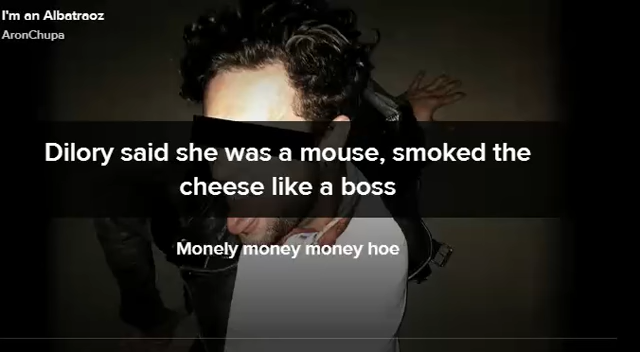 I'm an Albatraoz
AronChupa
Dilory said she was a mouse, smoked the
cheese like a boss
Monely money money hoe